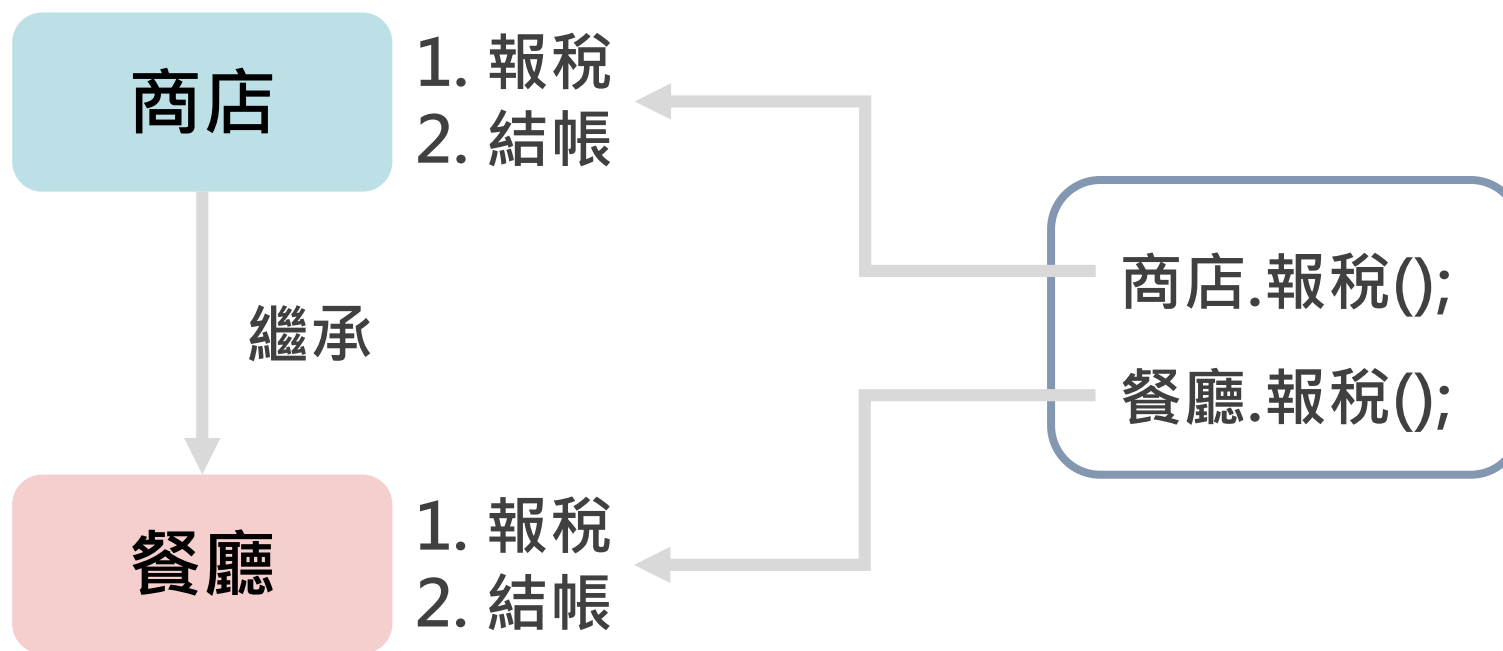 商店
1. 報稅
2. 結帳
繼承
商店.報稅();
餐廳.報稅();
餐廳
1. 報稅
2. 結帳